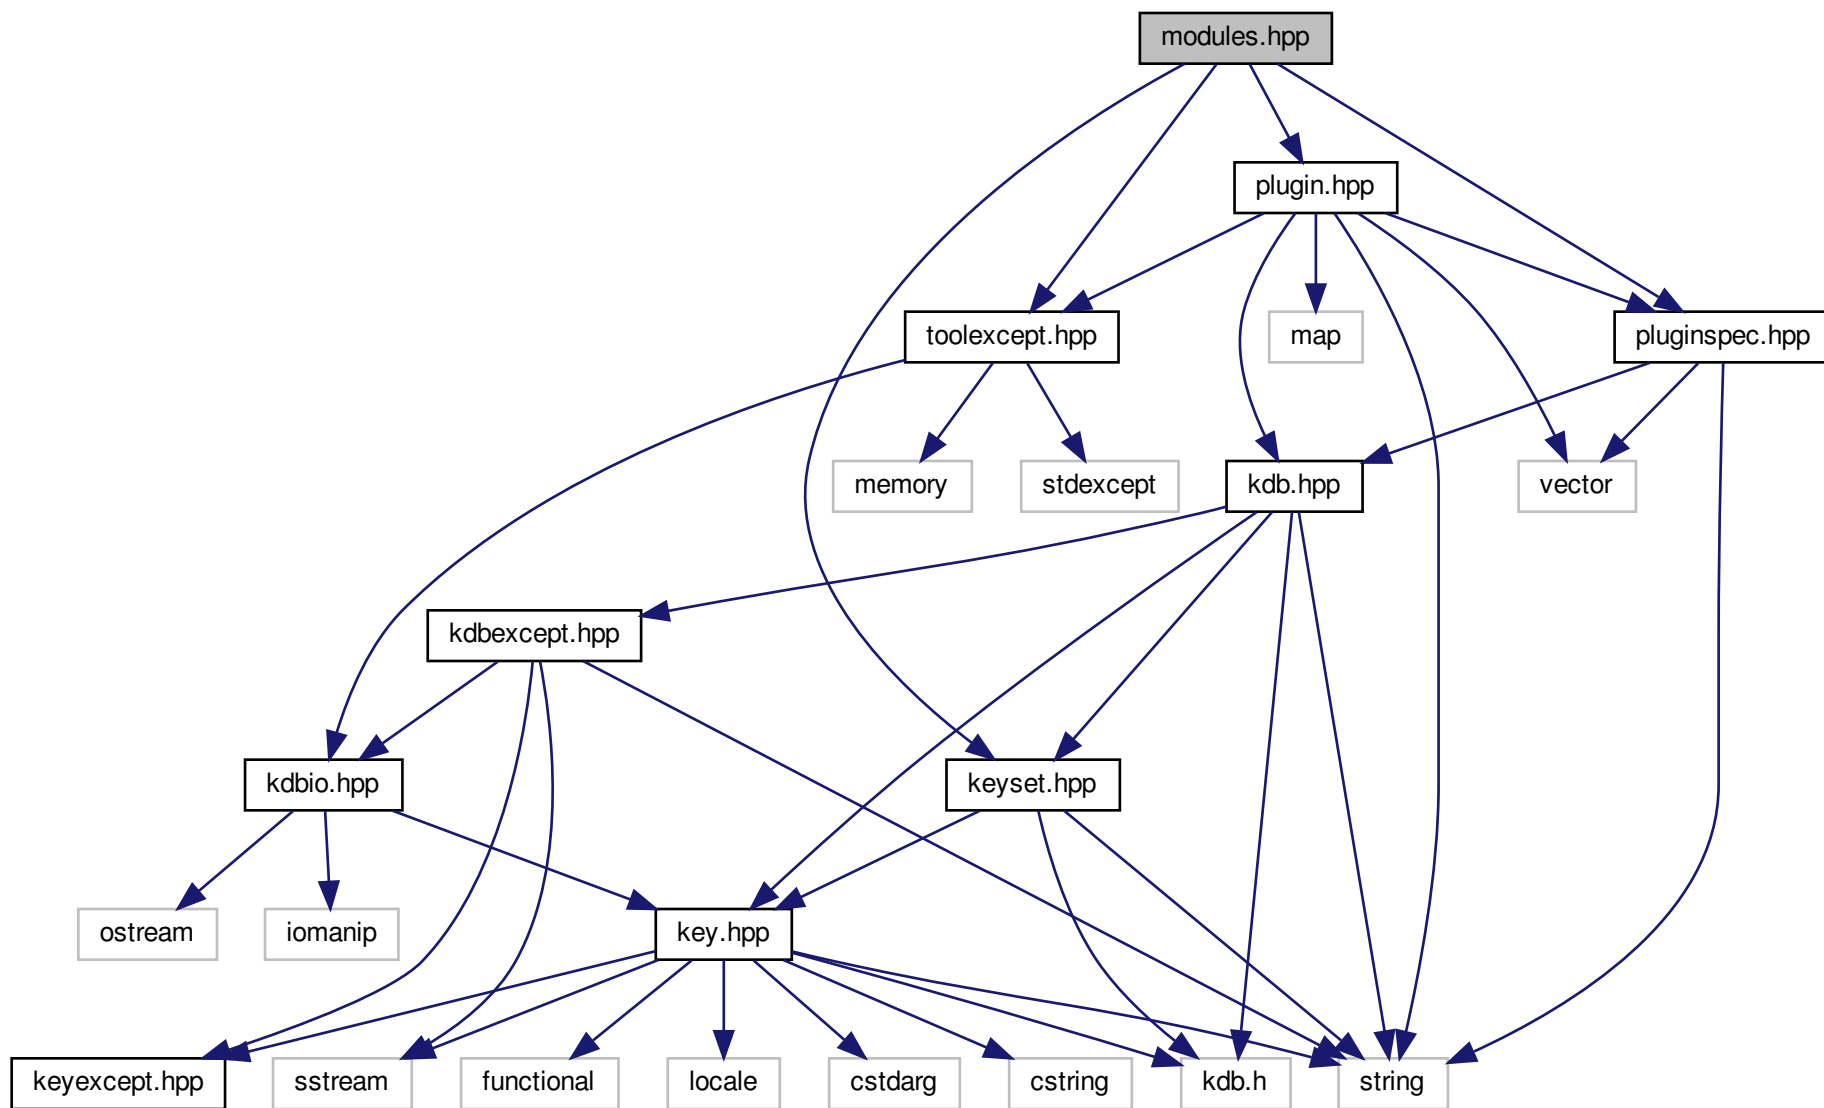 modules.hpp
plugin.hpp
toolexcept.hpp
map
pluginspec.hpp
memory
stdexcept
kdb.hpp
vector
kdbexcept.hpp
kdbio.hpp
keyset.hpp
ostream
iomanip
key.hpp
keyexcept.hpp
sstream
functional
locale
cstdarg
cstring
kdb.h
string